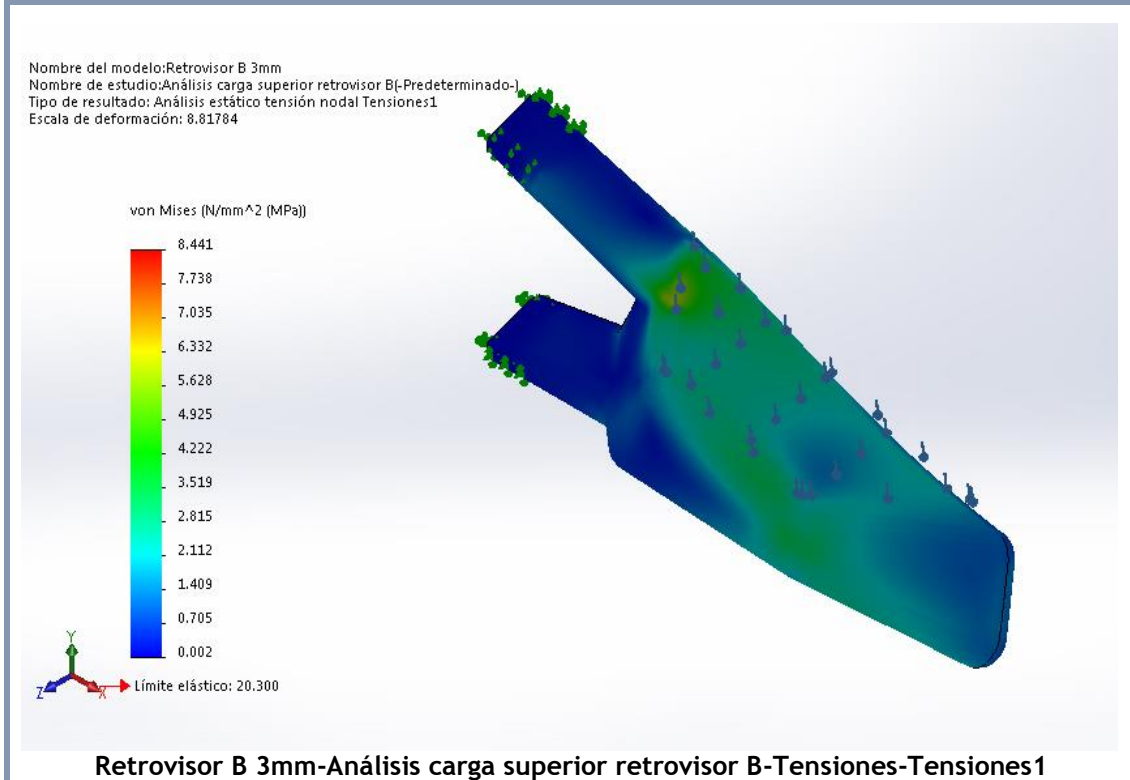 Nombre del modelo:Retrovisor B 3mm
Nombre de estudio:Análisis carga superior retrovisor B(-Predeterminado-)
Tipo de resultado: Análisis estático tensión nodal Tensiones1
Escala de deformación: 8.81784
von Mises (N/mm^2 (MPa))
8.441
7.738
7.035
6.332
5.628
4.925
4.222
3.519
2.815
2.112
1.409
0.705
0.002
Y
Z
X
Límite elástico: 20.300
Retrovisor B 3mm-Análisis carga superior retrovisor B-Tensiones-Tensiones1